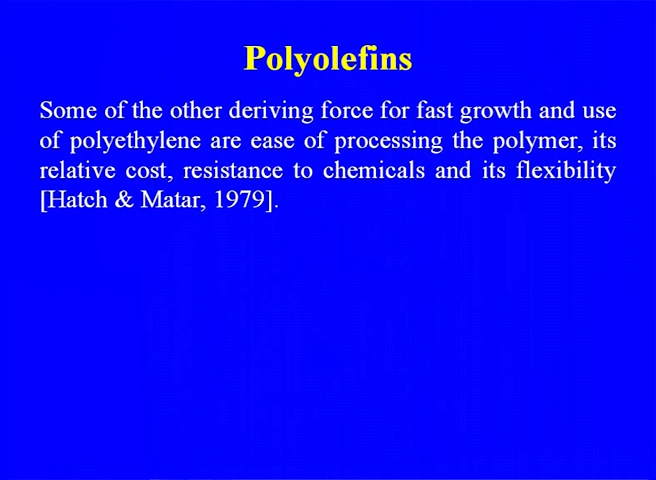 Polyolefins
Some of the other deriving force for fast growth and use
of polyethylene are ease of processing the polymer, its
relative cost, resistance to chemicals and its flexibility
[Hatch & Matar, 1979].